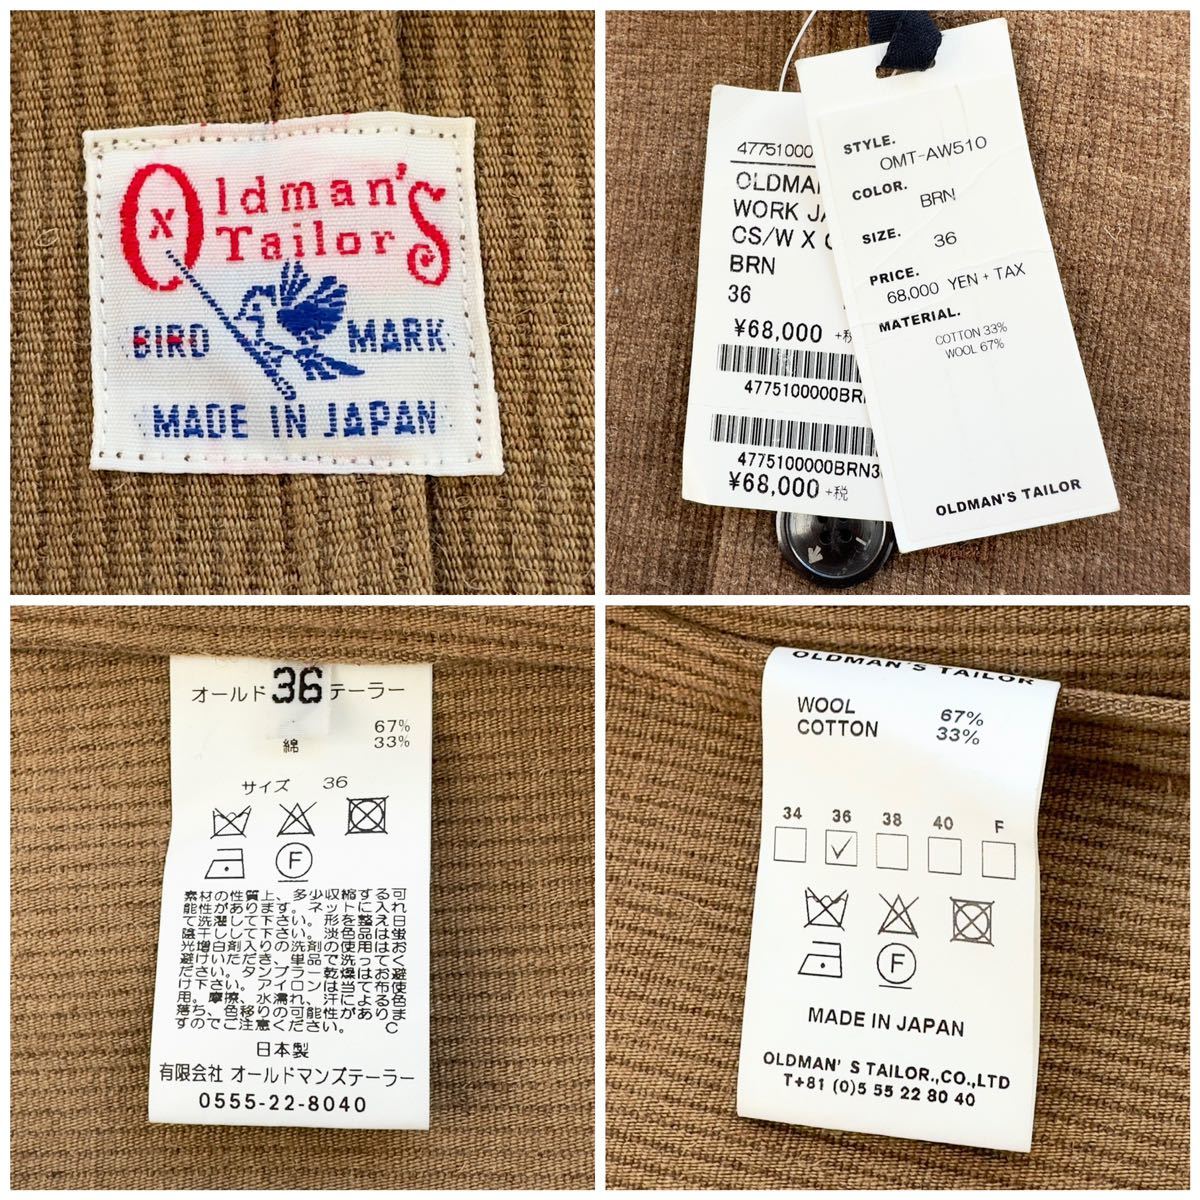 Oldman's
Tailor
BIRD MARK
MADE IN JAPAN
47751000
OLDMA
WORK JA
CS/W X
BRN
36
¥68,000 +税
4775100000BR
4775100000BRN3
¥68,000 +税
STYLE. OMT-AW510
COLOR. BRN
SIZE. 36
PRICE. 68,000 YEN + TAX
MATERIAL. COTTON 33%
WOOL 67%
OLDMAN'S TAILOR
オールド 36 テーラー
67%
綿 33%
サイズ 36
F
素材の性質上、多少収縮する可
能性があります。ネットに入れ
て洗濯して下さい。形を整え日
陰干しして下さい。淡色品は蛍
光増白剤入りの洗剤の使用はお
避けいただき、単品で洗ってく
ださい。タンブラー乾燥はお避
け下さい。アイロンは当て布使
用。摩擦、水濡れ、汗による色
落ち、色移りの可能性がありま
すのでご注意ください。 C
日本製
有限会社 オールドマンズテーラー
0555-22-8040
OLDMAN'S TAILOR
WOOL 67%
COTTON 33%
34 36 38 40 F
F
MADE IN JAPAN
OLDMAN'S TAILOR.,CO.,LTD
T+81 (0)5 55 22 80 40